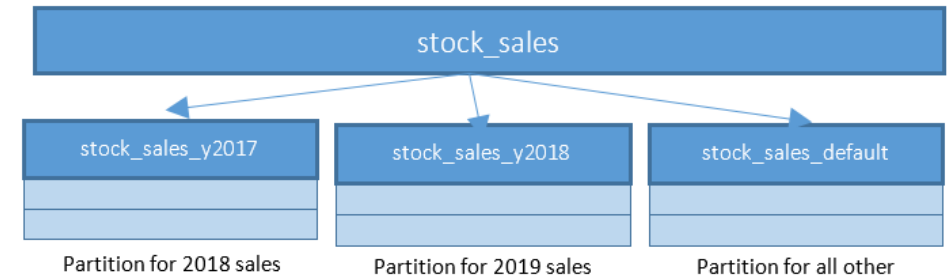 stock_sales
stock_sales_y2017
stock_sales_y2018
stock_sales_default
Partition for 2018 sales
Partition for 2019 sales
Partition for all other